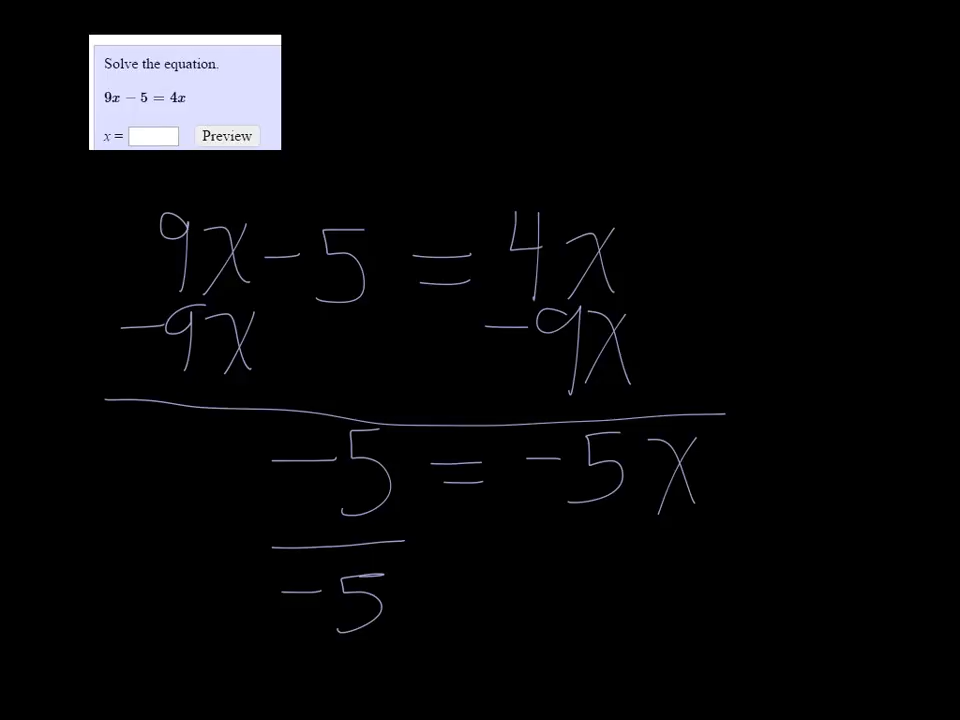 Solve the equation.
9x − 5 = 4x
x =
Preview
9x - 5 = 4x
-9x -9x
-5 = -5x
-5